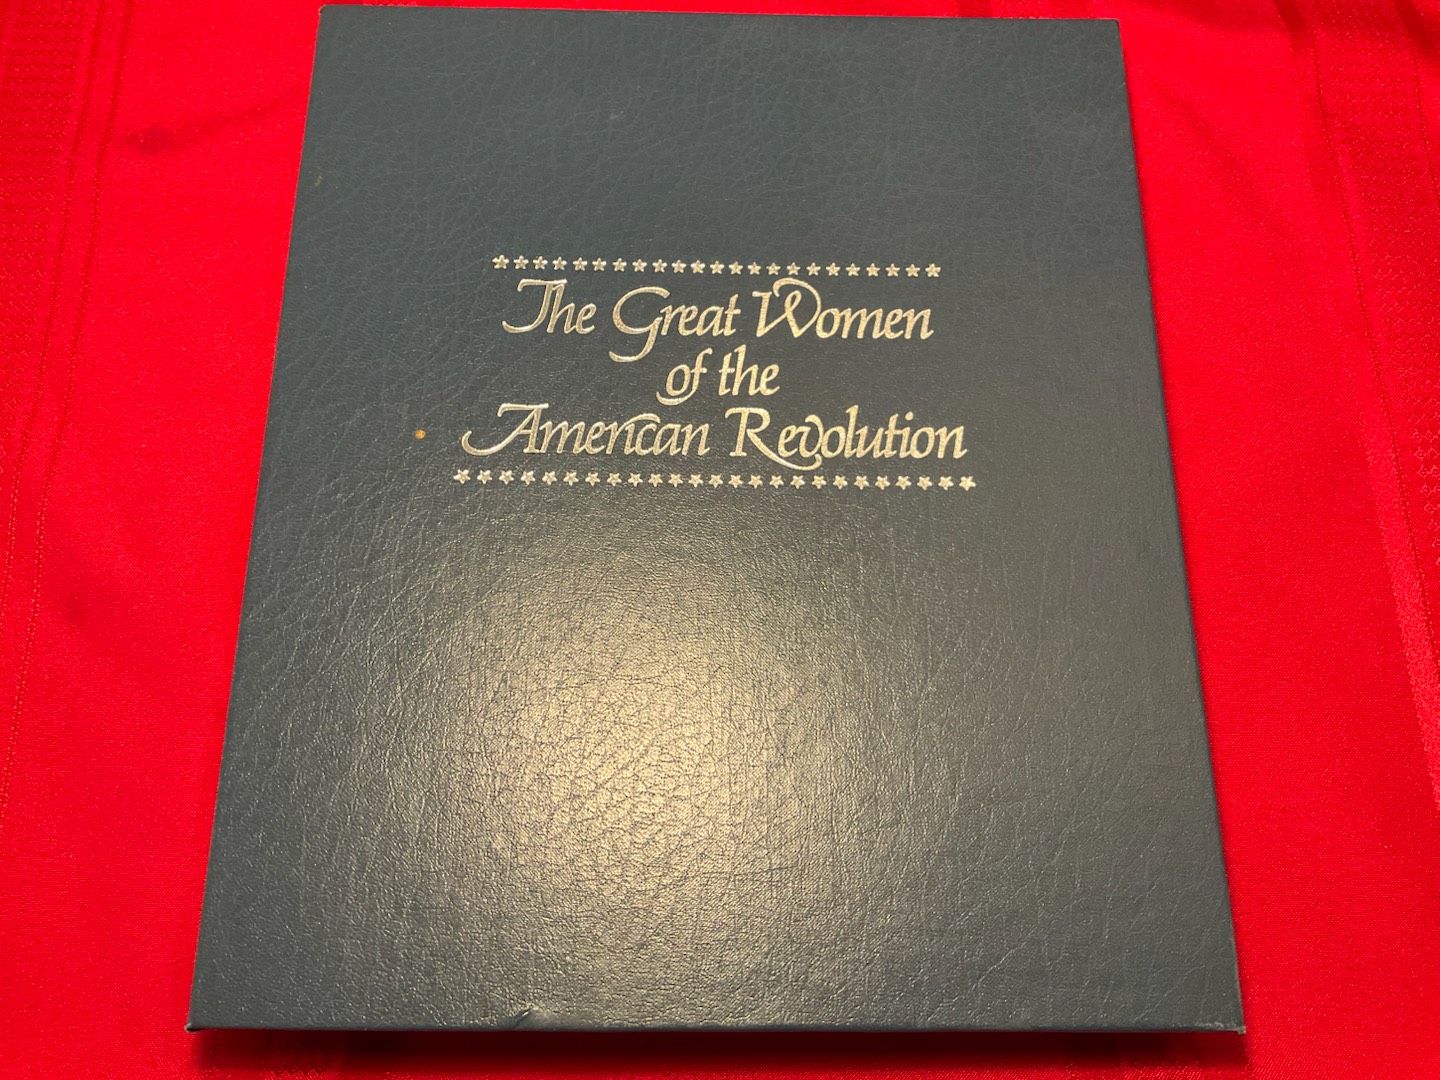 The Great Women
of the
American Revolution